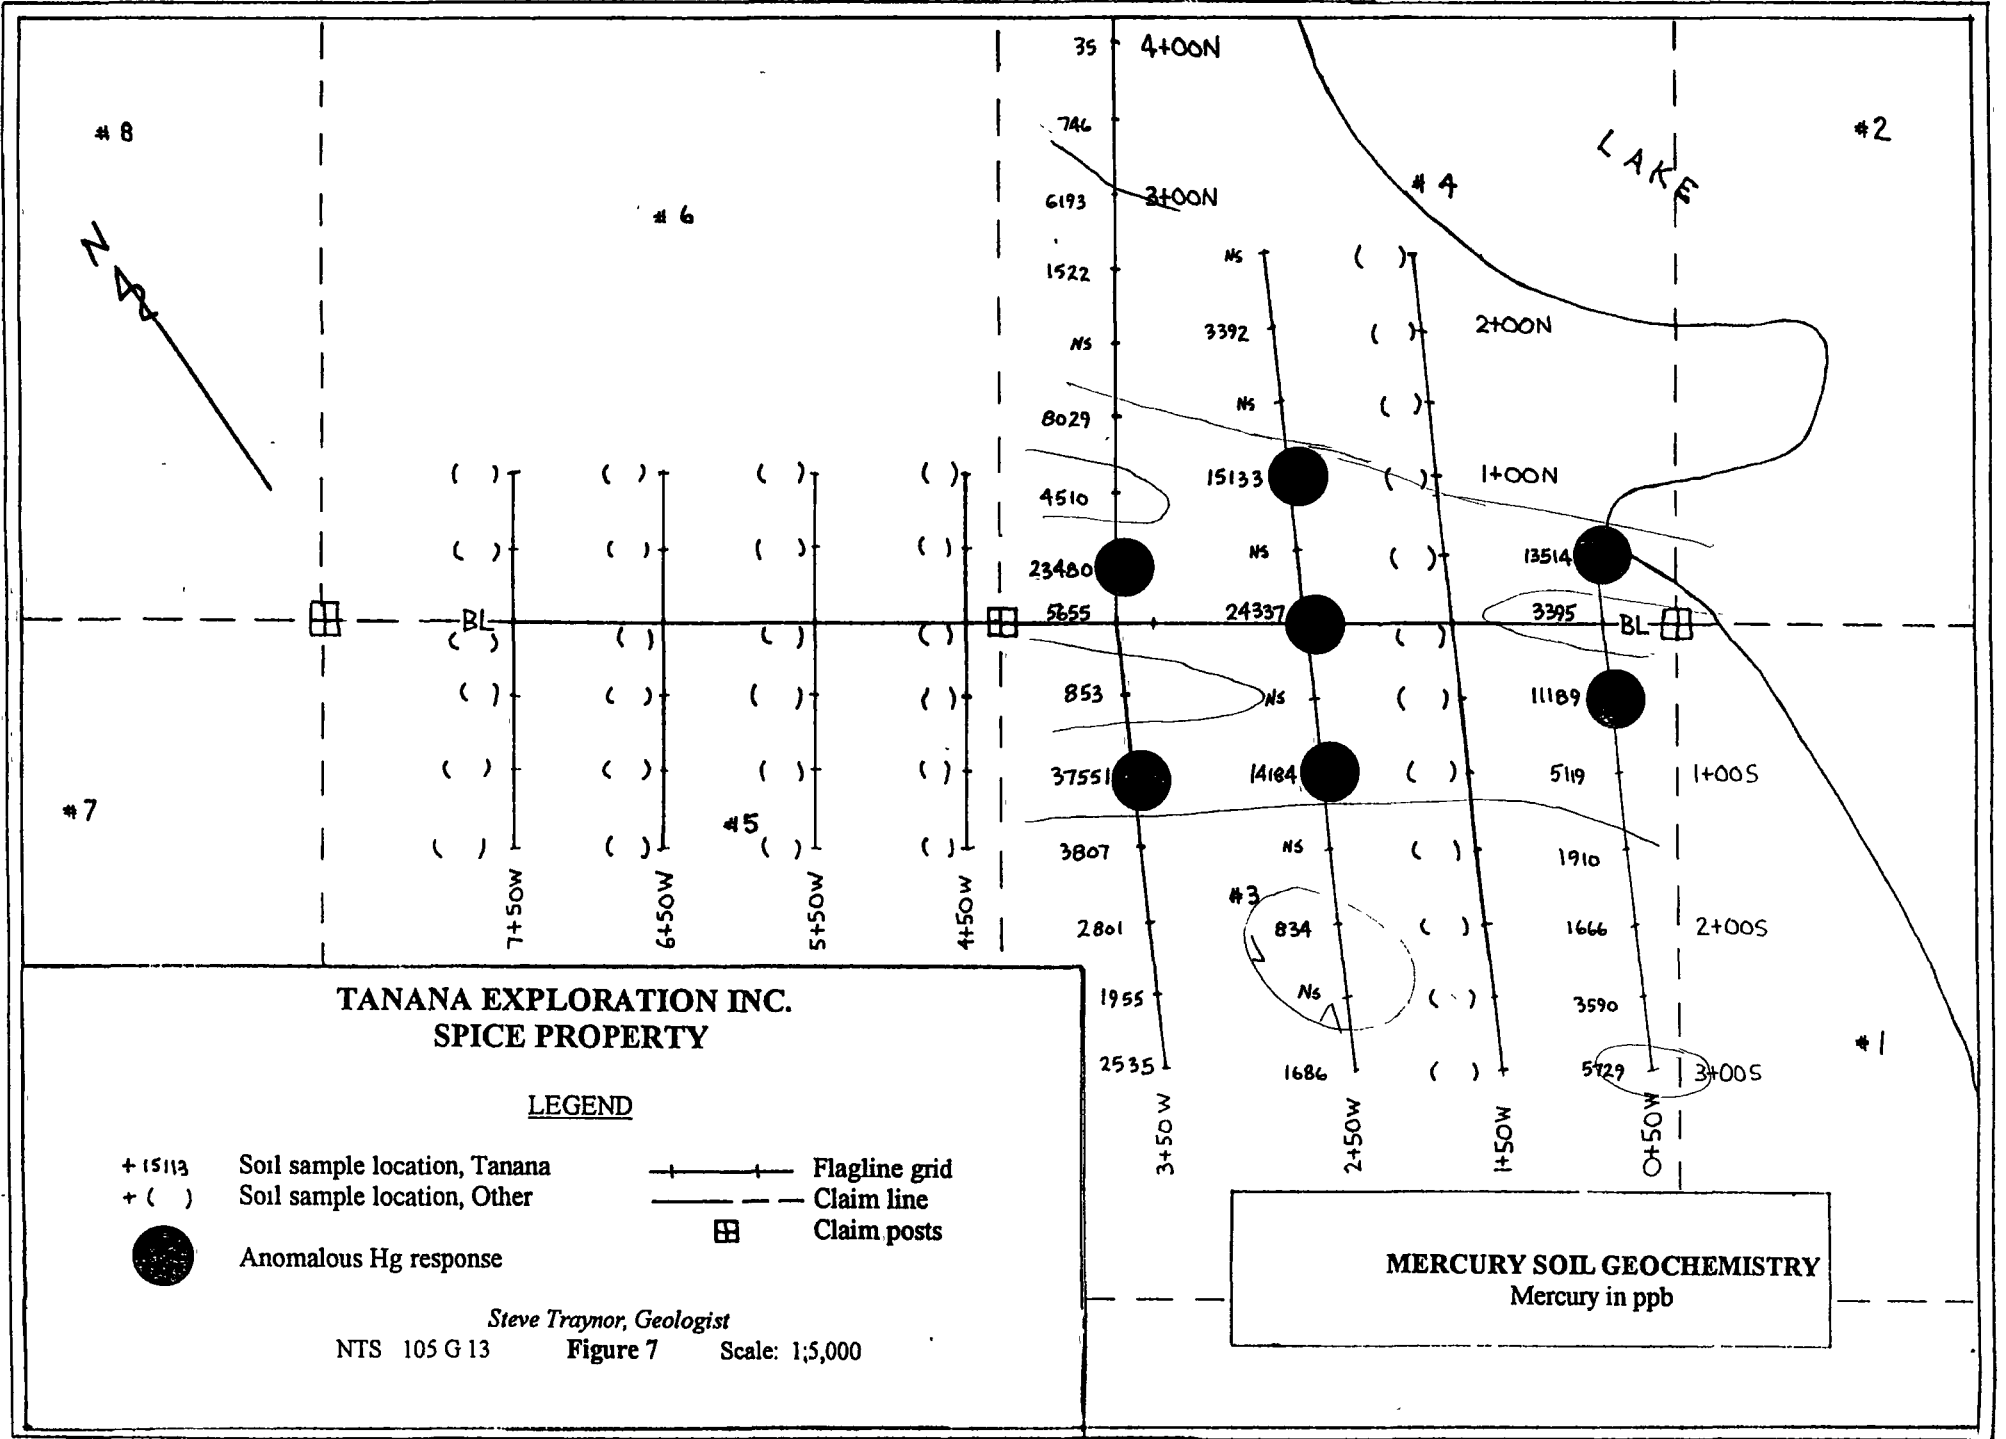 35 4+00N
#8
746
#2
LAKE
#4
6193 3+00N
#6
N
1522 NS ( )
3392 ( ) 2+00N
NS
NS ( )
8029
( ) ( ) ( ) ( ) 15133 ( ) 1+00N
4510
( ) ( ) ( ) ( ) 23480 NS ( ) 13514
BL 5655 24337 3395 BL
( ) ( ) ( ) ( ) ( )
( ) ( ) ( ) ( ) 853 NS ( ) 11189
( ) ( ) ( ) ( ) 37551 14184 ( ) 5119 1+00S
#7
#5
( ) ( ) ( ) ( ) 3807 NS ( ) 1910
7+50W 6+50W 5+50W 4+50W
#3
2801 834 ( ) 1666 2+00S
1955 NS ( ) 3590
#1
2535 1686 ( ) 5729 3+00S
3+50W 2+50W 1+50W 0+50W
TANANA EXPLORATION INC.
SPICE PROPERTY
LEGEND
+ 15113 Soil sample location, Tanana
+ ( ) Soil sample location, Other
Anomalous Hg response
Flagline grid
Claim line
Claim posts
Steve Traynor, Geologist
NTS 105 G 13 Figure 7 Scale: 1:5,000
MERCURY SOIL GEOCHEMISTRY
Mercury in ppb